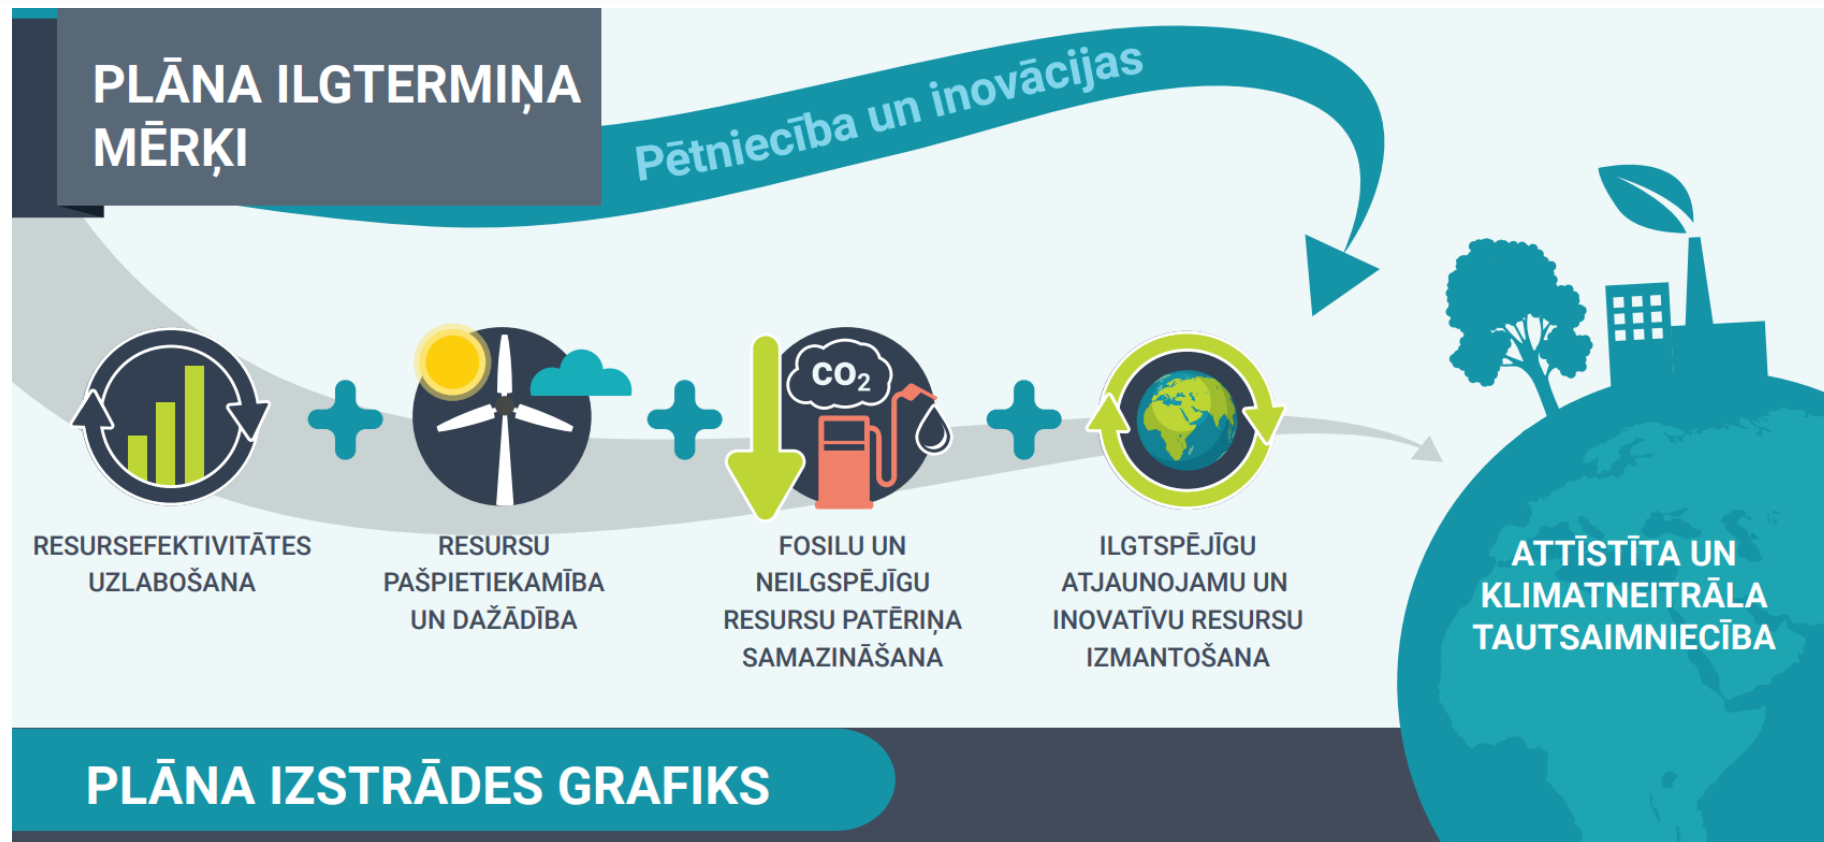 PLĀNA ILGTERMIŅA
MĒRĶI
Pētniecība un inovācijas
CO₂
RESURSEFEKTIVITĀTES
UZLABOŠANA
RESURSU
PAŠPIETIEKAMĪBA
UN DAŽĀDĪBA
FOSILU UN
NEILGSPĒJĪGU
RESURSU PATĒRIŅA
SAMAZINĀŠANA
ILGTSPĒJĪGU
ATJAUNOJAMU UN
INOVATĪVU RESURSU
IZMANTOŠANA
ATTĪSTĪTA UN
KLIMATNEITRĀLA
TAUTSAIMNIECĪBA
PLĀNA IZSTRĀDES GRAFIKS